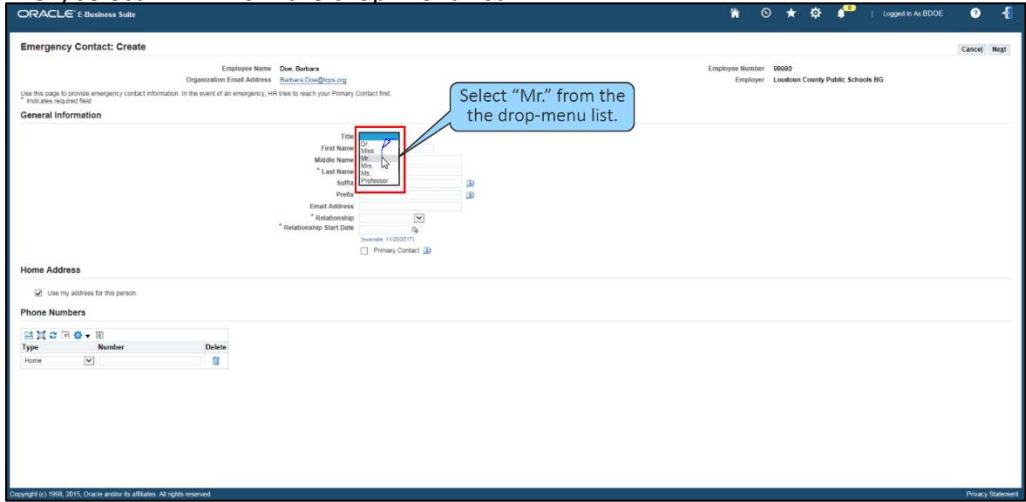 ORACLE E-Business Suite
Logged In As BDOE
Emergency Contact: Create
Cancel Next
Employee Name Doe, Barbara
Employee Number
Organization Email Address
Employer Loudoun County Public Schools BG
Use this page to provide emergency contact information. In the event of an emergency, HR tries to reach your Primary Contact first.
* Indicates required field
General Information
Select “Mr.” from the
the drop-menu list.
Title
Dr.
Miss
Mr.
Mrs.
Ms.
Professor
First Name
Middle Name
* Last Name
Suffix
Prefix
Email Address
* Relationship
* Relationship Start Date
(example: 11/20/2017)
Primary Contact
Home Address
Use my address for this person.
Phone Numbers
Type Number Delete
Home
Copyright (c) 1998, 2015, Oracle and/or its affiliates. All rights reserved.
Privacy Statement